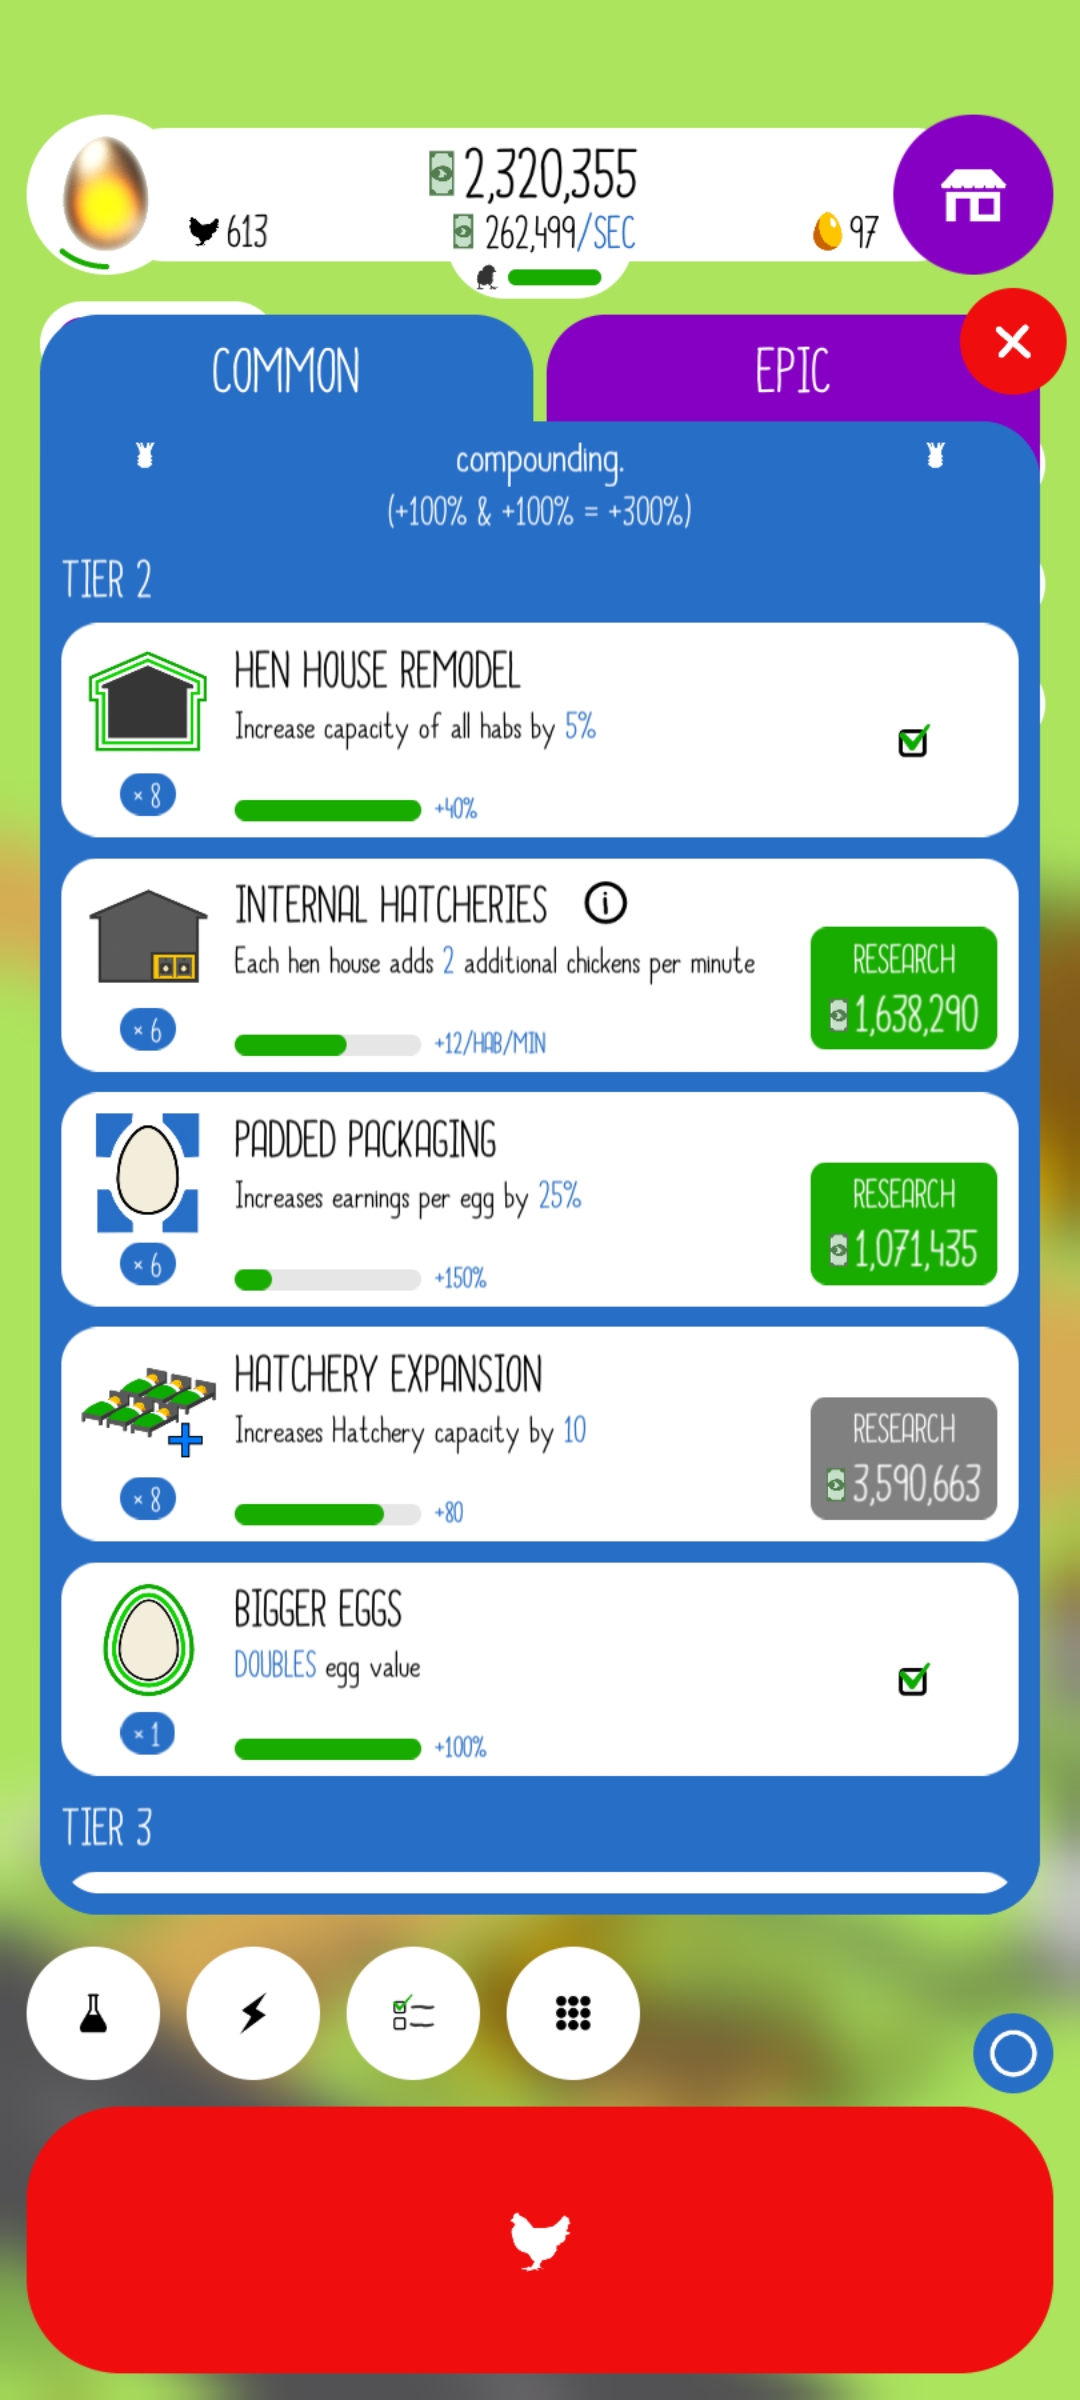 2,320,355
613
262,499/SEC
97
COMMON
EPIC
compounding.
(+100% & +100% = +300%)
TIER 2
HEN HOUSE REMODEL
Increase capacity of all habs by 5%
× 8
+40%
INTERNAL HATCHERIES
i
Each hen house adds 2 additional chickens per minute
RESEARCH
1,638,290
× 6
+12/HAB/MIN
PADDED PACKAGING
Increases earnings per egg by 25%
RESEARCH
1,071,435
× 6
+150%
HATCHERY EXPANSION
Increases Hatchery capacity by 10
RESEARCH
3,590,663
× 8
+80
BIGGER EGGS
DOUBLES egg value
× 1
+100%
TIER 3